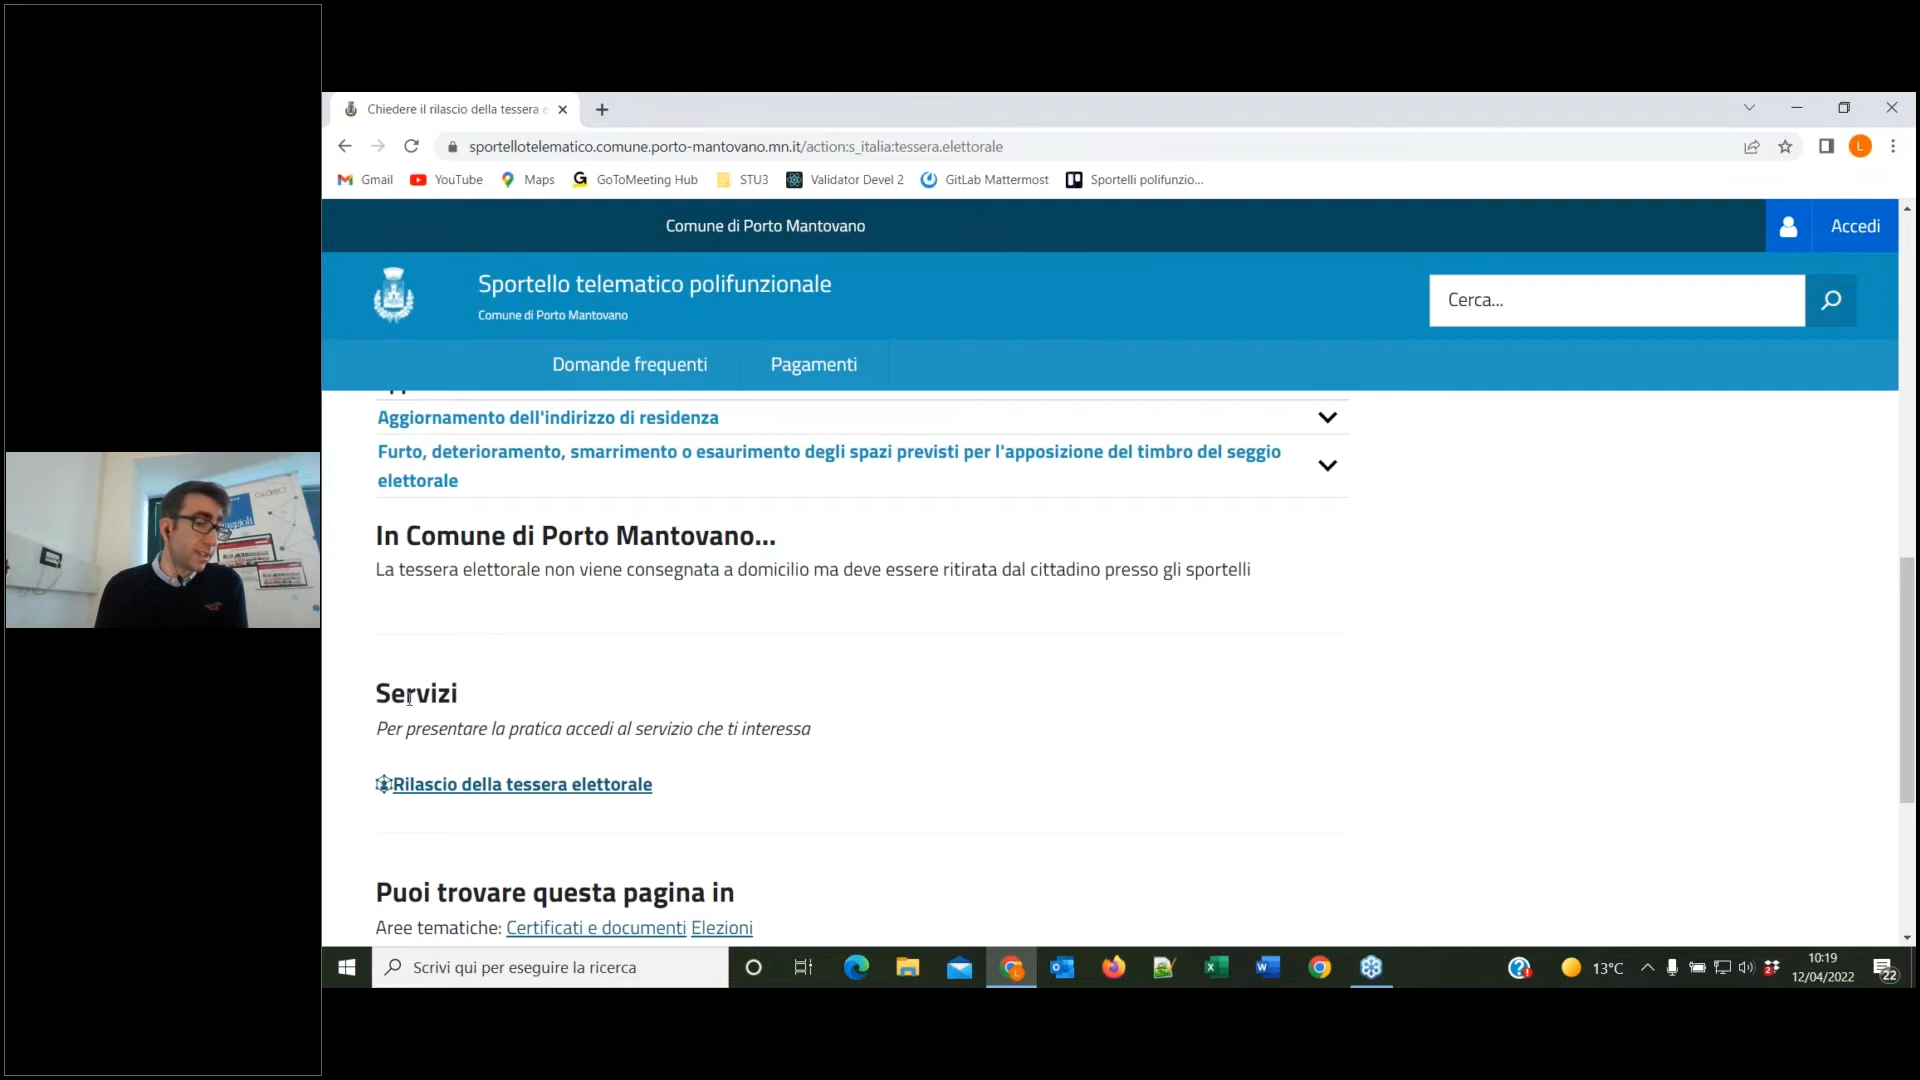 Chiedere il rilascio della tessera e
sportellotelematico.comune.porto-mantovano.mn.it/action:s_italia:tessera.elettorale
L
Gmail YouTube Maps GoToMeeting Hub STU3 Validator Devel 2 GitLab Mattermost Sportelli polifunzio...
Comune di Porto Mantovano
Accedi
Sportello telematico polifunzionale
Comune di Porto Mantovano
Cerca...
Domande frequenti Pagamenti
Aggiornamento dell'indirizzo di residenza
Furto, deterioramento, smarrimento o esaurimento degli spazi previsti per l'apposizione del timbro del seggio
elettorale
In Comune di Porto Mantovano...
La tessera elettorale non viene consegnata a domicilio ma deve essere ritirata dal cittadino presso gli sportelli
Servizi
Per presentare la pratica accedi al servizio che ti interessa
Rilascio della tessera elettorale
Puoi trovare questa pagina in
Aree tematiche: Certificati e documenti Elezioni
Scrivi qui per eseguire la ricerca
13°C
10:19
12/04/2022
22